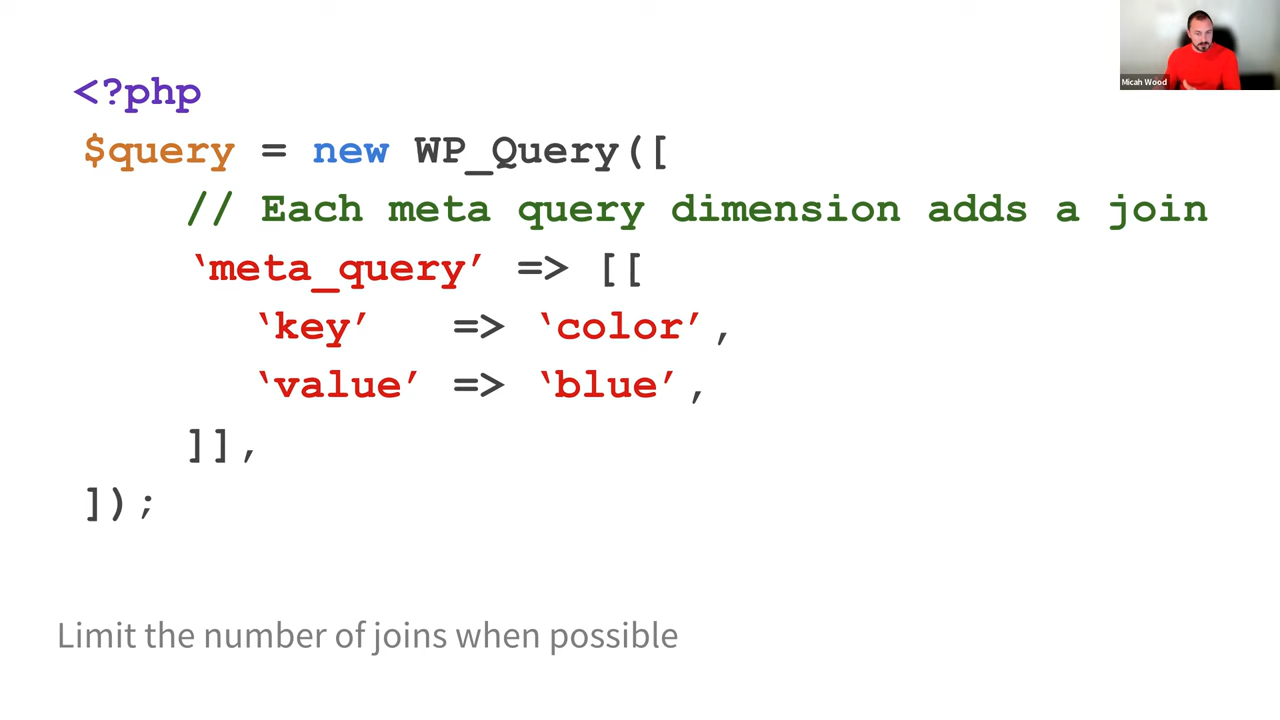 <?php
$query = new WP_Query([
// Each meta query dimension adds a join
‘meta_query’ => [[
‘key’ => ‘color’,
‘value’ => ‘blue’,
]],
]);
Limit the number of joins when possible
Micah Wood